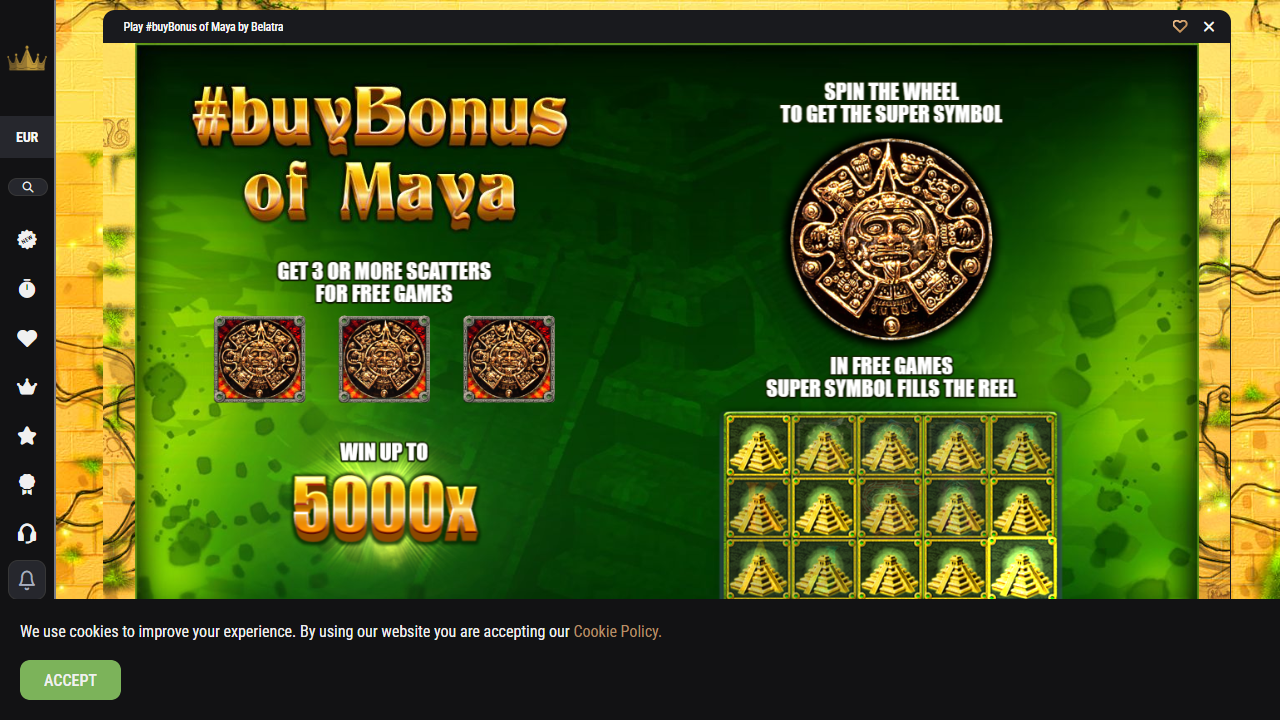 Play #buyBonus of Maya by Belatra
EUR
NEW
#buyBonus
of Maya
GET 3 OR MORE SCATTERS
FOR FREE GAMES
WIN UP TO
5000x
SPIN THE WHEEL
TO GET THE SUPER SYMBOL
IN FREE GAMES
SUPER SYMBOL FILLS THE REEL
We use cookies to improve your experience. By using our website you are accepting our Cookie Policy.
ACCEPT